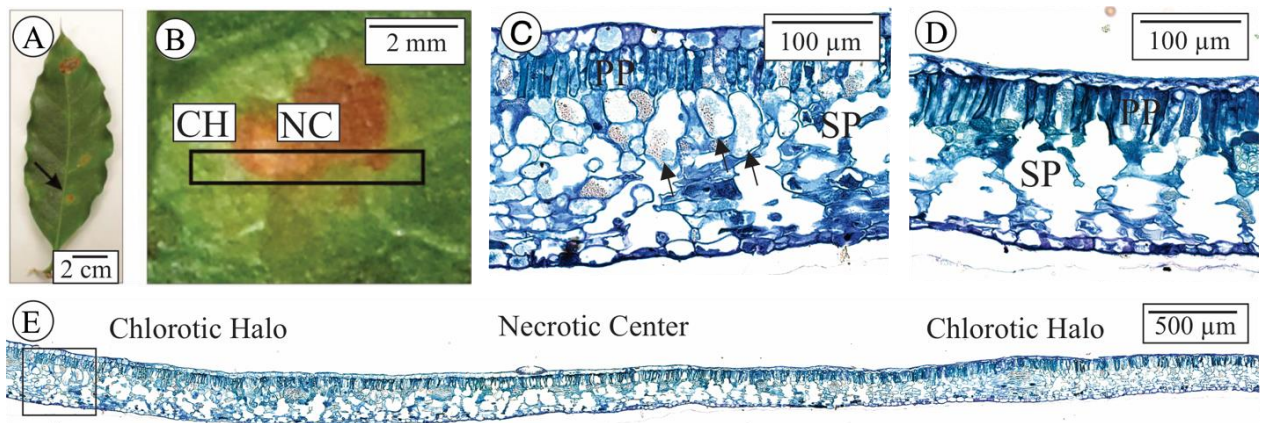 A
2 cm
B
2 mm
CH
NC
C
100 µm
PP
SP
D
100 µm
PP
SP
E
Chlorotic Halo
Necrotic Center
Chlorotic Halo
500 µm